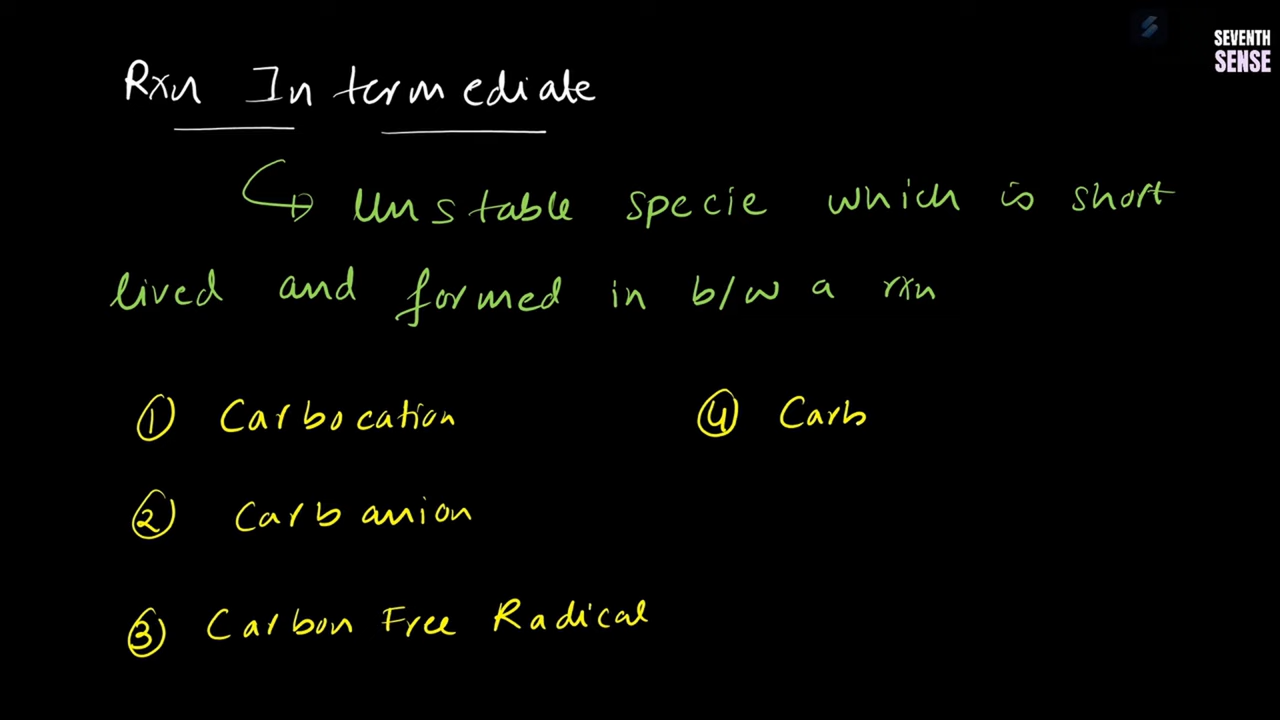 SEVENTH
SENSE
Rxn Intermediate
Unstable specie which is short
lived and formed in b/w a rxn
① Carbocation
② Carbanion
③ Carbon Free Radical
④ Carb